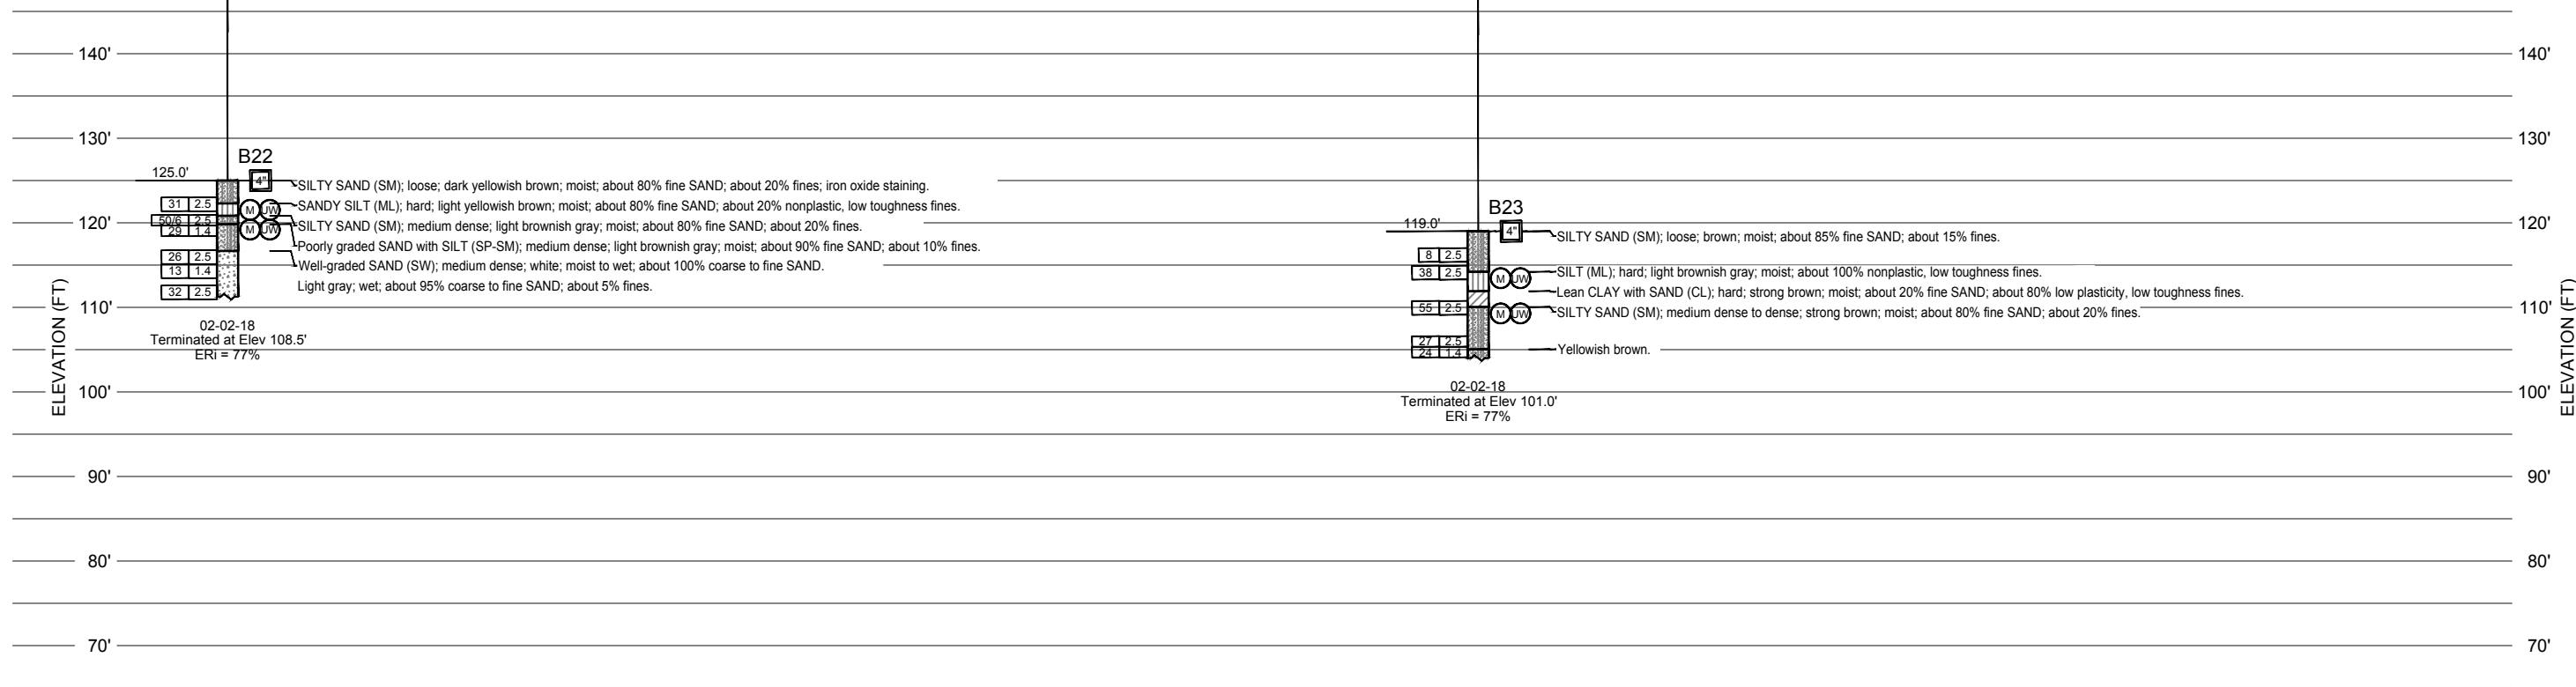 140' 140'
130' 130'
B22
125.0' 4" SILTY SAND (SM); loose; dark yellowish brown; moist; about 80% fine SAND; about 20% fines; iron oxide staining.
31 2.5 M UW SANDY SILT (ML); hard; light yellowish brown; moist; about 80% fine SAND; about 20% nonplastic, low toughness fines.
50/6 2.5
120' 29 1.4 M UW SILTY SAND (SM); medium dense; light brownish gray; moist; about 80% fine SAND; about 20% fines. 120'
Poorly graded SAND with SILT (SP-SM); medium dense; light brownish gray; moist; about 90% fine SAND; about 10% fines.
26 2.5 Well-graded SAND (SW); medium dense; white; moist to wet; about 100% coarse to fine SAND.
13 1.4
32 2.5 Light gray; wet; about 95% coarse to fine SAND; about 5% fines.
02-02-18
Terminated at Elev 108.5'
ERi = 77%
B23
119.0' 4" SILTY SAND (SM); loose; brown; moist; about 85% fine SAND; about 15% fines.
8 2.5
38 2.5 M UW SILT (ML); hard; light brownish gray; moist; about 100% nonplastic, low toughness fines.
Lean CLAY with SAND (CL); hard; strong brown; moist; about 20% fine SAND; about 80% low plasticity, low toughness fines.
110' 55 2.5 M UW SILTY SAND (SM); medium dense to dense; strong brown; moist; about 80% fine SAND; about 20% fines. 110'
27 2.5 Yellowish brown.
24 1.4
02-02-18
Terminated at Elev 101.0'
ERi = 77%
100' 100'
90' 90'
80' 80'
70' 70'
ELEVATION (FT)
ELEVATION (FT)